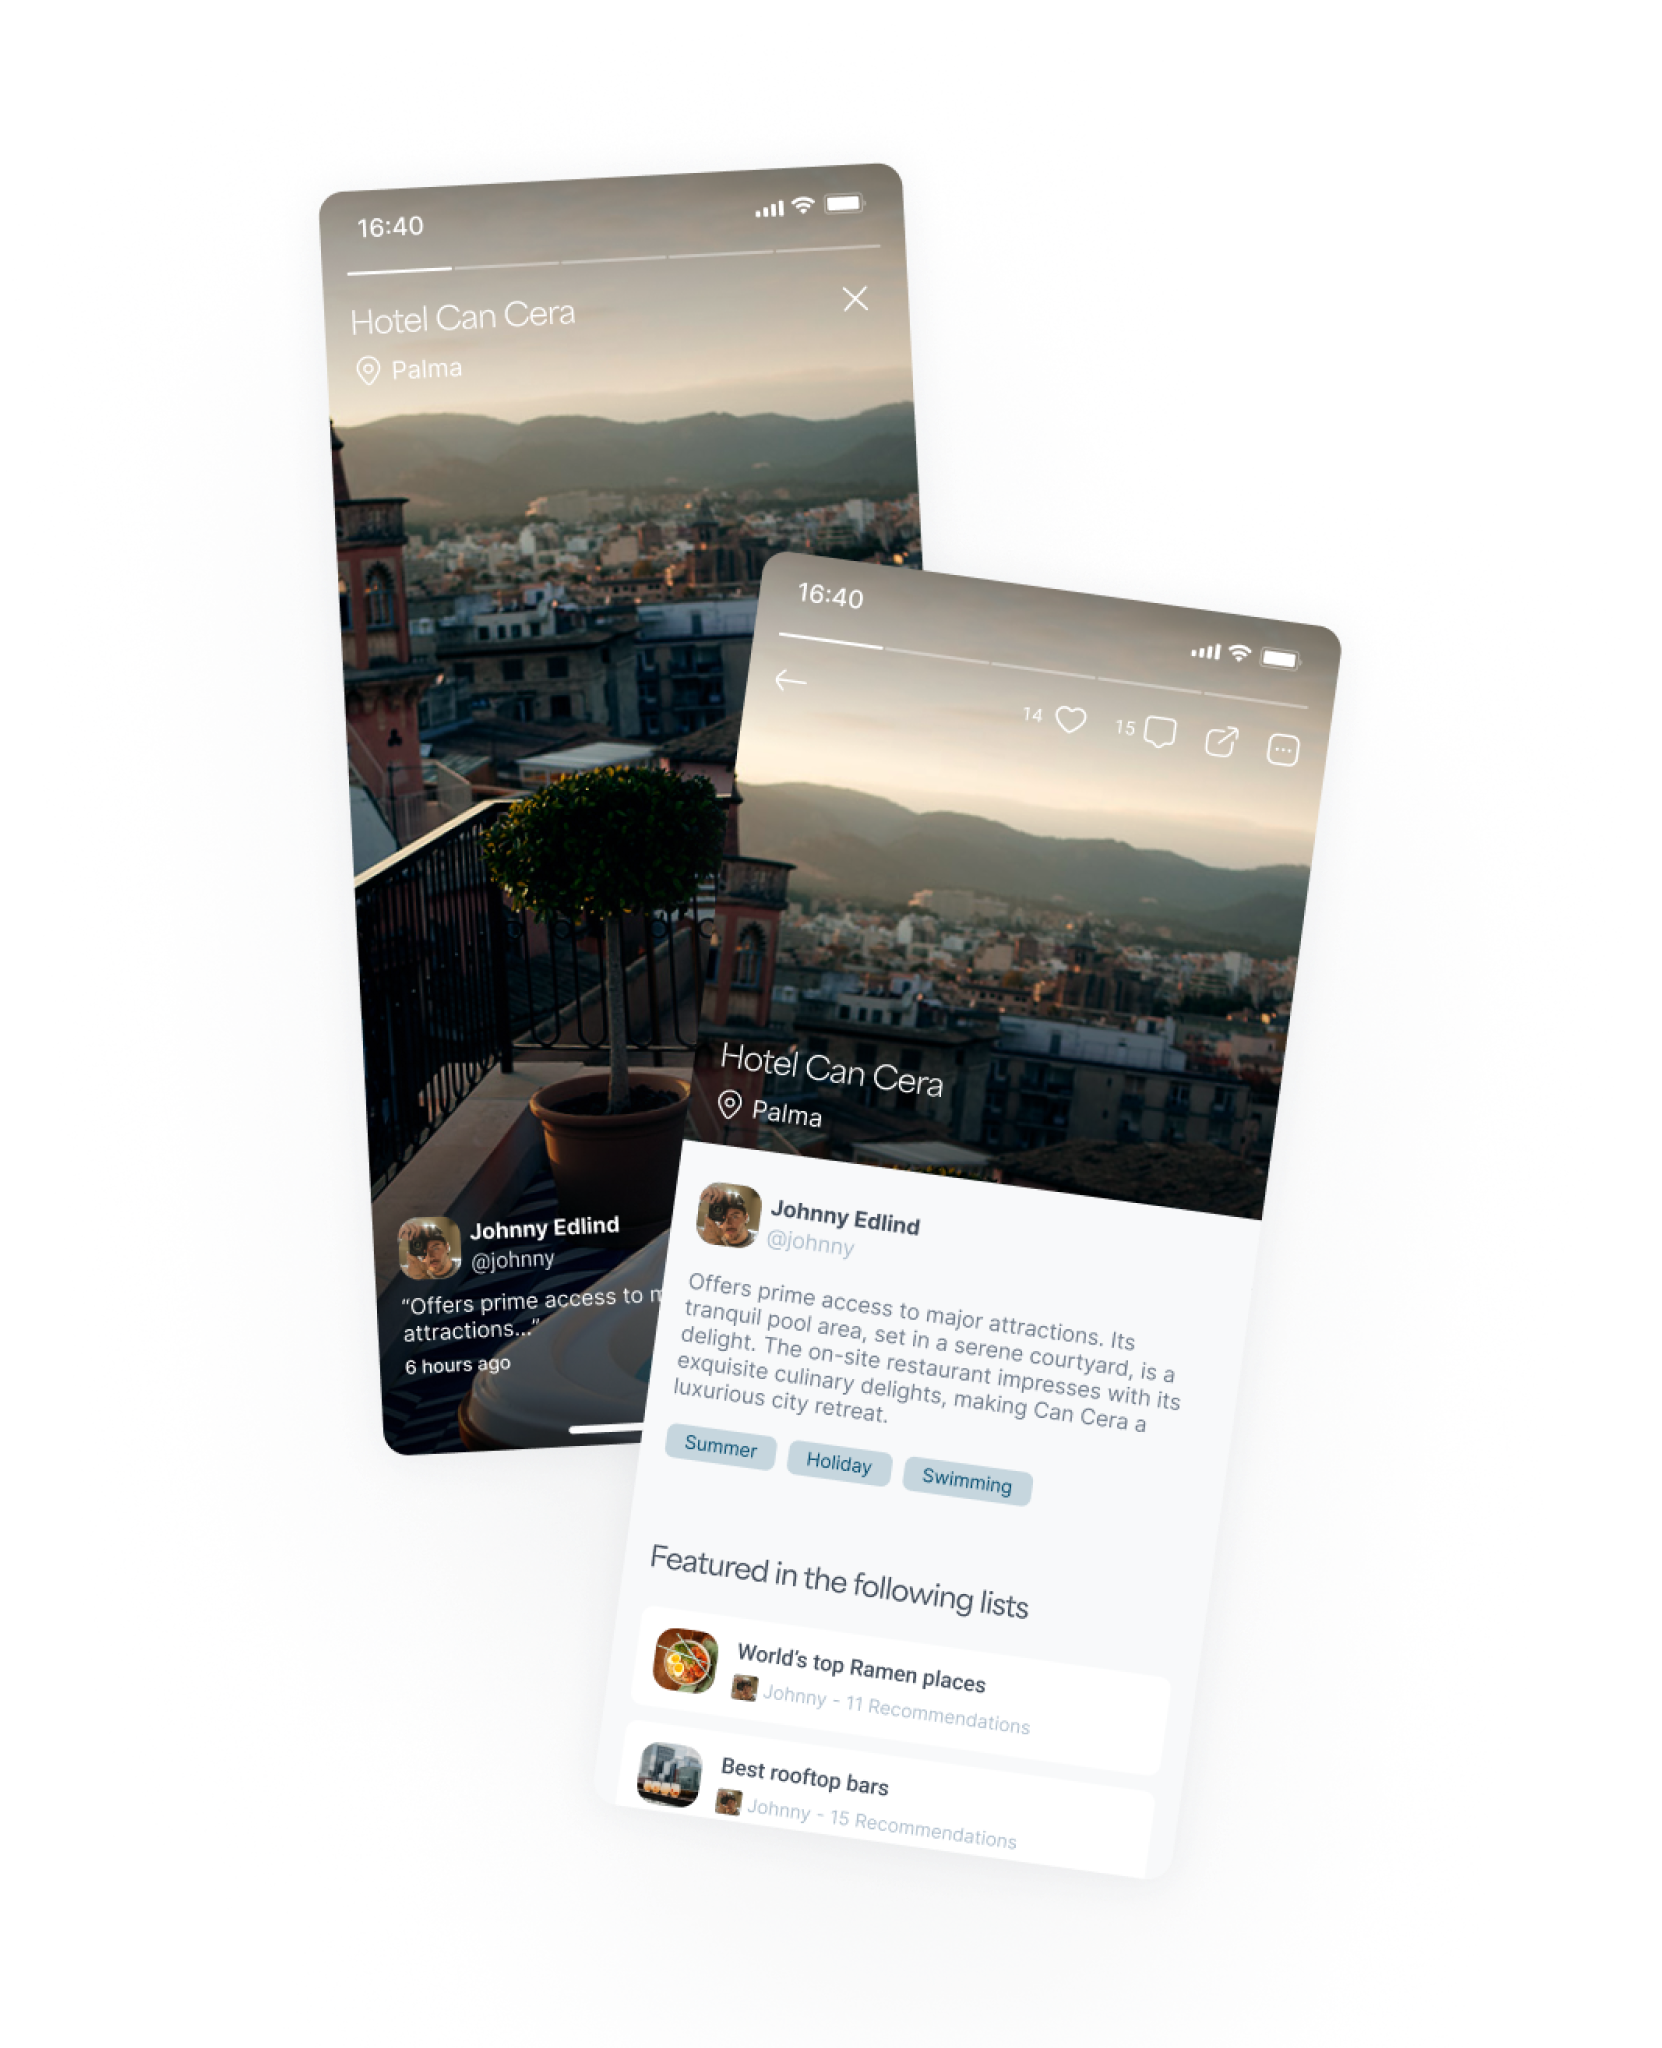 16:40
Hotel Can Cera
Palma
Johnny Edlind
@johnny
“Offers prime access to
attractions...”
6 hours ago
16:40
14
15
Hotel Can Cera
Palma
Johnny Edlind
@johnny
Offers prime access to major attractions. Its
tranquil pool area, set in a serene courtyard, is a
delight. The on-site restaurant impresses with its
exquisite culinary delights, making Can Cera a
luxurious city retreat.
Summer
Holiday
Swimming
Featured in the following lists
World’s top Ramen places
Johnny - 11 Recommendations
Best rooftop bars
Johnny - 15 Recommendations